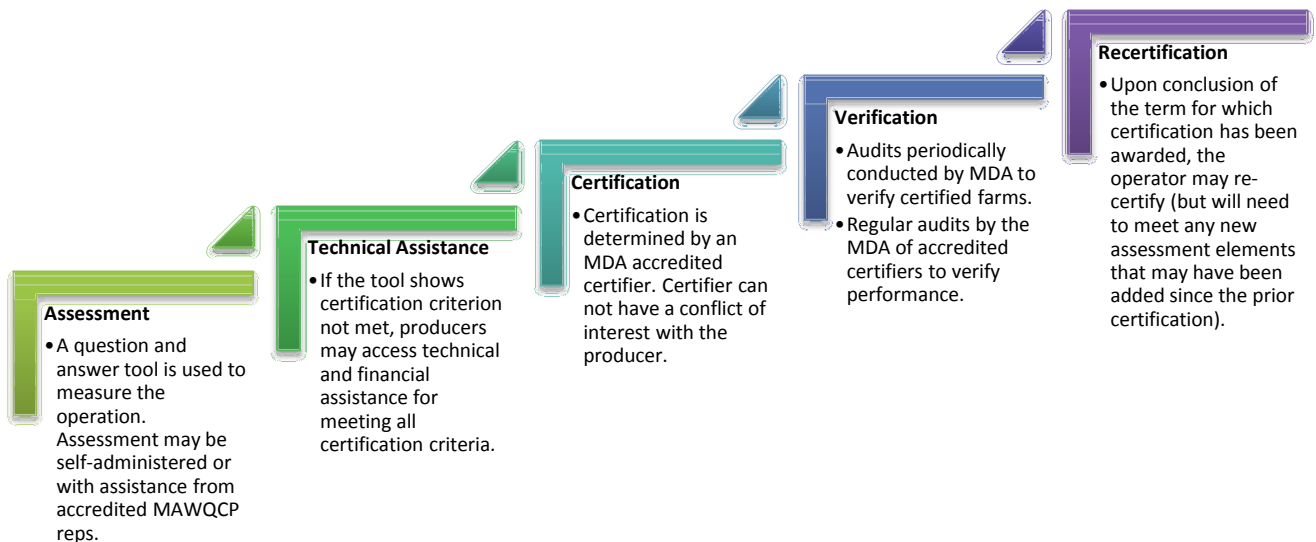 Assessment
•A question and
answer tool is used to
measure the
operation.
Assessment may be
self-administered or
with assistance from
accredited MAWQCP
reps.
Technical Assistance
•If the tool shows
certification criterion
not met, producers
may access technical
and financial
assistance for
meeting all
certification criteria.
Certification
•Certification is
determined by an
MDA accredited
certifier. Certifier can
not have a conflict of
interest with the
producer.
Verification
•Audits periodically
conducted by MDA to
verify certified farms.
•Regular audits by the
MDA of accredited
certifiers to verify
performance.
Recertification
•Upon conclusion of
the term for which
certification has been
awarded, the
operator may re-
certify (but will need
to meet any new
assessment elements
that may have been
added since the prior
certification).